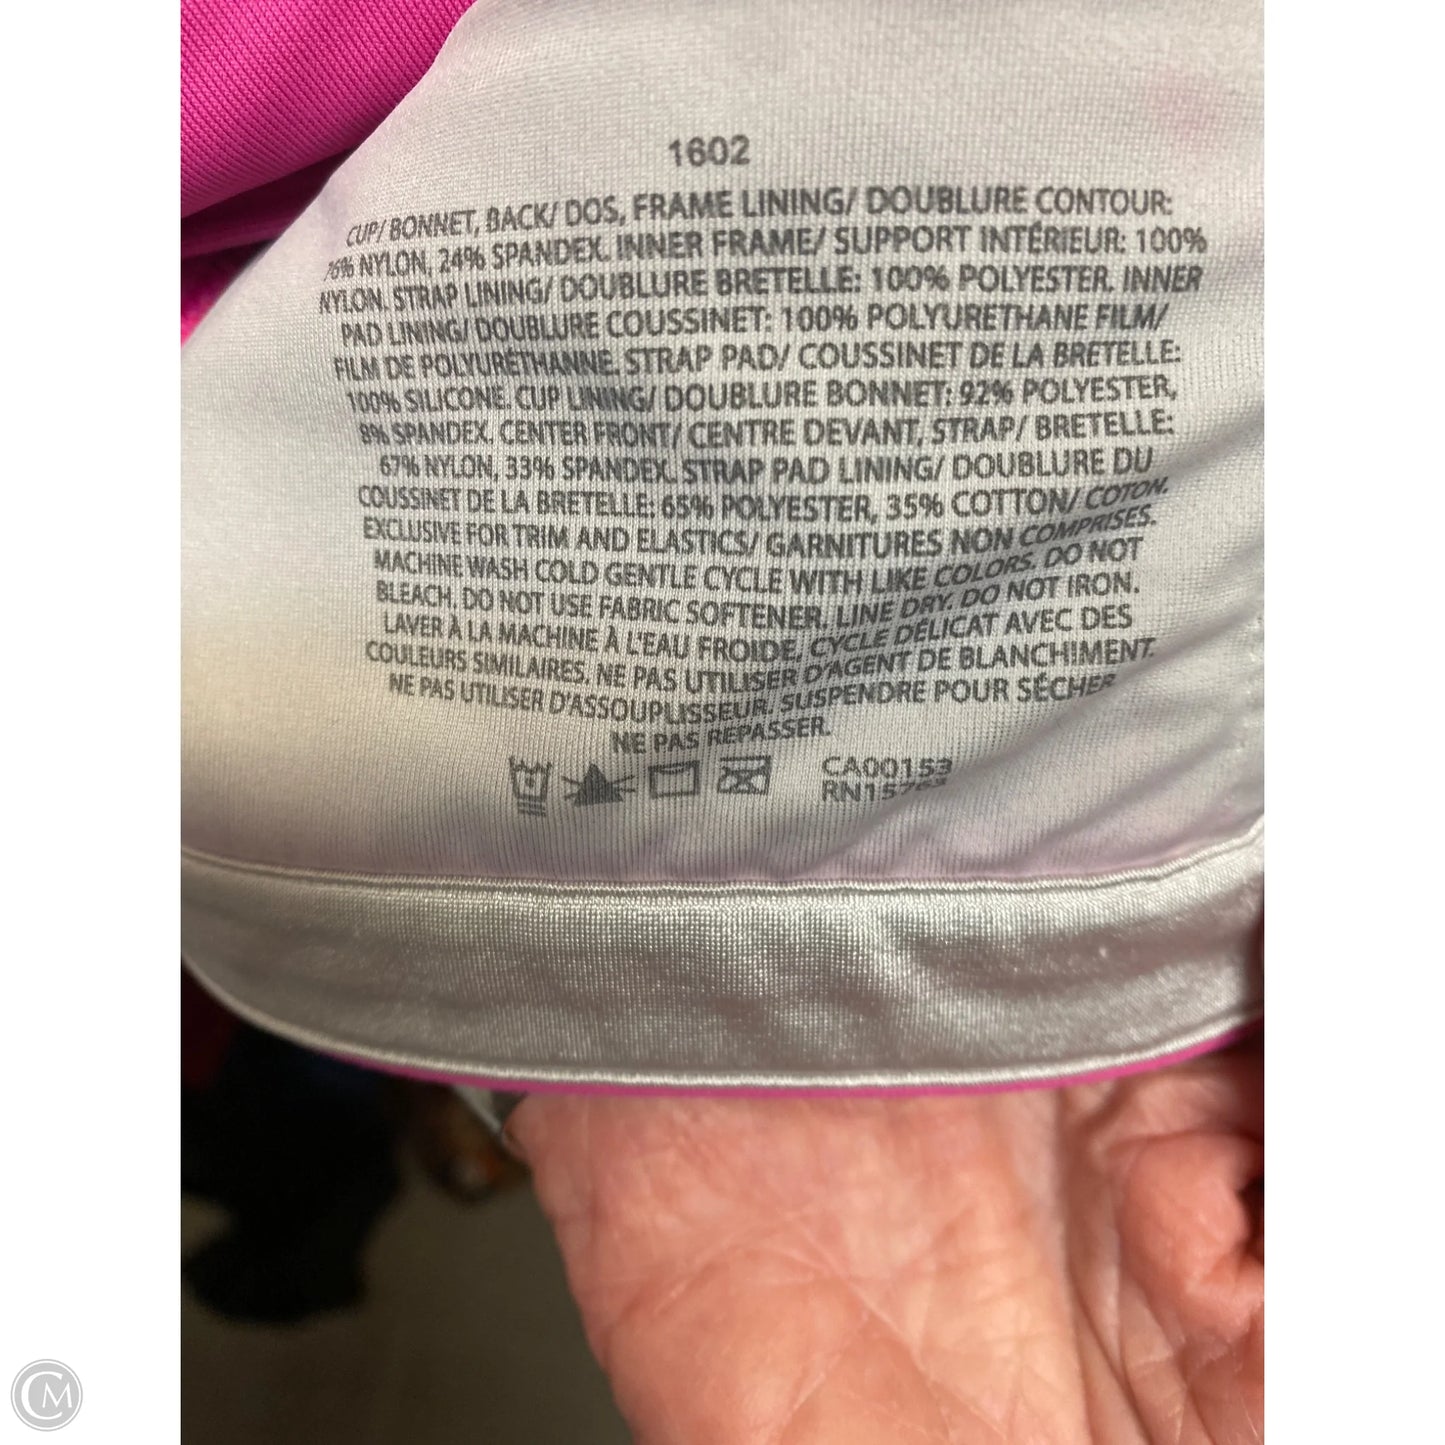 1602
CUP/ BONNET, BACK/ DOS, FRAME LINING/ DOUBLURE CONTOUR:
76% NYLON, 24% SPANDEX. INNER FRAME/ SUPPORT INTÉRIEUR: 100%
NYLON. STRAP LINING/ DOUBLURE BRETELLE: 100% POLYESTER. INNER
PAD LINING/ DOUBLURE COUSSINET: 100% POLYURETHANE FILM/
FILM DE POLYURÉTHANNE. STRAP PAD/ COUSSINET DE LA BRETELLE:
100% SILICONE. CUP LINING/ DOUBLURE BONNET: 92% POLYESTER,
8% SPANDEX. CENTER FRONT/ CENTRE DEVANT, STRAP/ BRETELLE:
67% NYLON, 33% SPANDEX. STRAP PAD LINING/ DOUBLURE DU
COUSSINET DE LA BRETELLE: 65% POLYESTER, 35% COTTON/ COTON.
EXCLUSIVE FOR TRIM AND ELASTICS/ GARNITURES NON COMPRISES.
MACHINE WASH COLD GENTLE CYCLE WITH LIKE COLORS. DO NOT
BLEACH. DO NOT USE FABRIC SOFTENER. LINE DRY. DO NOT IRON.
LAVER À LA MACHINE À L'EAU FROIDE, CYCLE DÉLICAT AVEC DES
COULEURS SIMILAIRES. NE PAS UTILISER D'AGENT DE BLANCHIMENT.
NE PAS UTILISER D'ASSOUPLISSEUR. SUSPENDRE POUR SÉCHER
NE PAS REPASSER.
CA00153
RN15763
CM